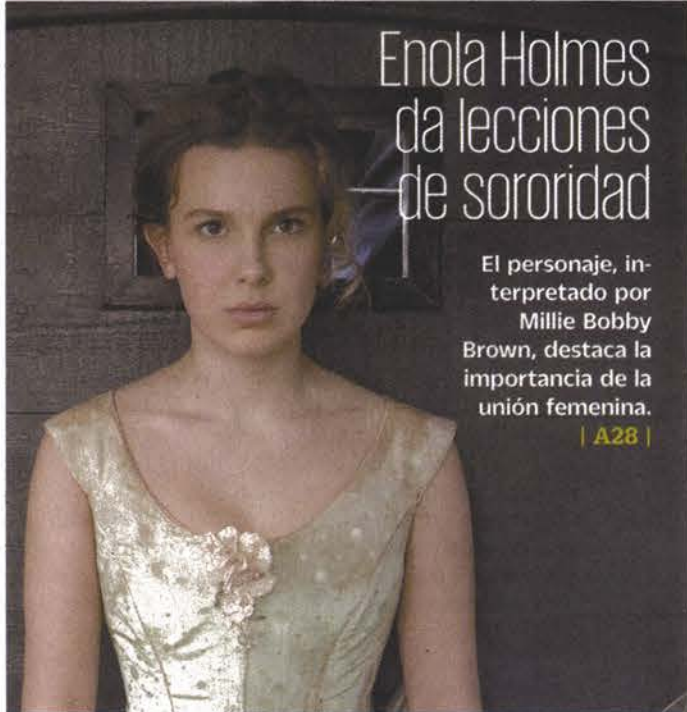 Enola Holmes
da lecciones
de sororidad
El personaje, in-
terpretado por
Millie Bobby
Brown, destaca la
importancia de la
unión femenina.
| A28 |